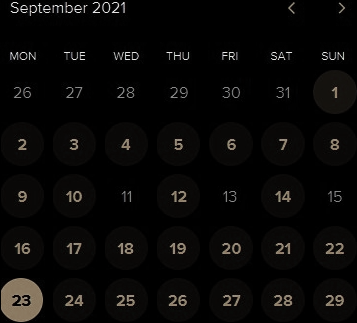 September 2021
MON TUE WED THU FRI SAT SUN
26 27 28 29 30 31 1
2 3 4 5 6 7 8
9 10 11 12 13 14 15
16 17 18 19 20 21 22
23 24 25 26 27 28 29